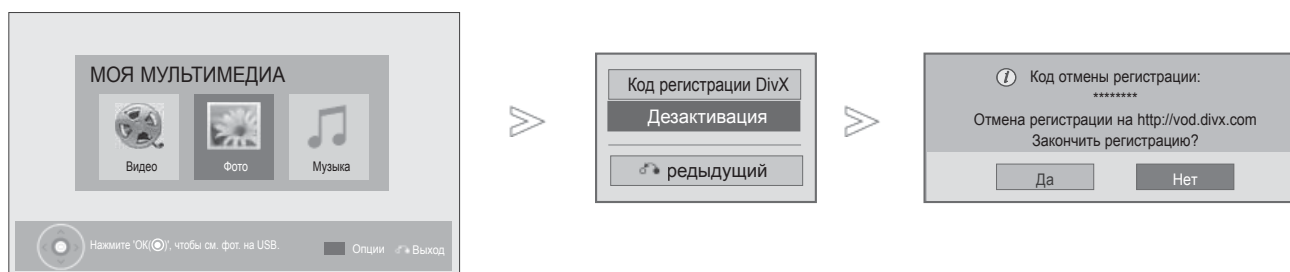 МОЯ МУЛЬТИМЕДИА
Видео
Фото
Музыка
Нажмите 'ОК(◉)', чтобы см. фот. на USB.
Опции
Выход
Код регистрации DivX
Дезактивация
редыдущий
Код отмены регистрации:
********
Отмена регистрации на http://vod.divx.com
Закончить регистрацию?
Да
Нет